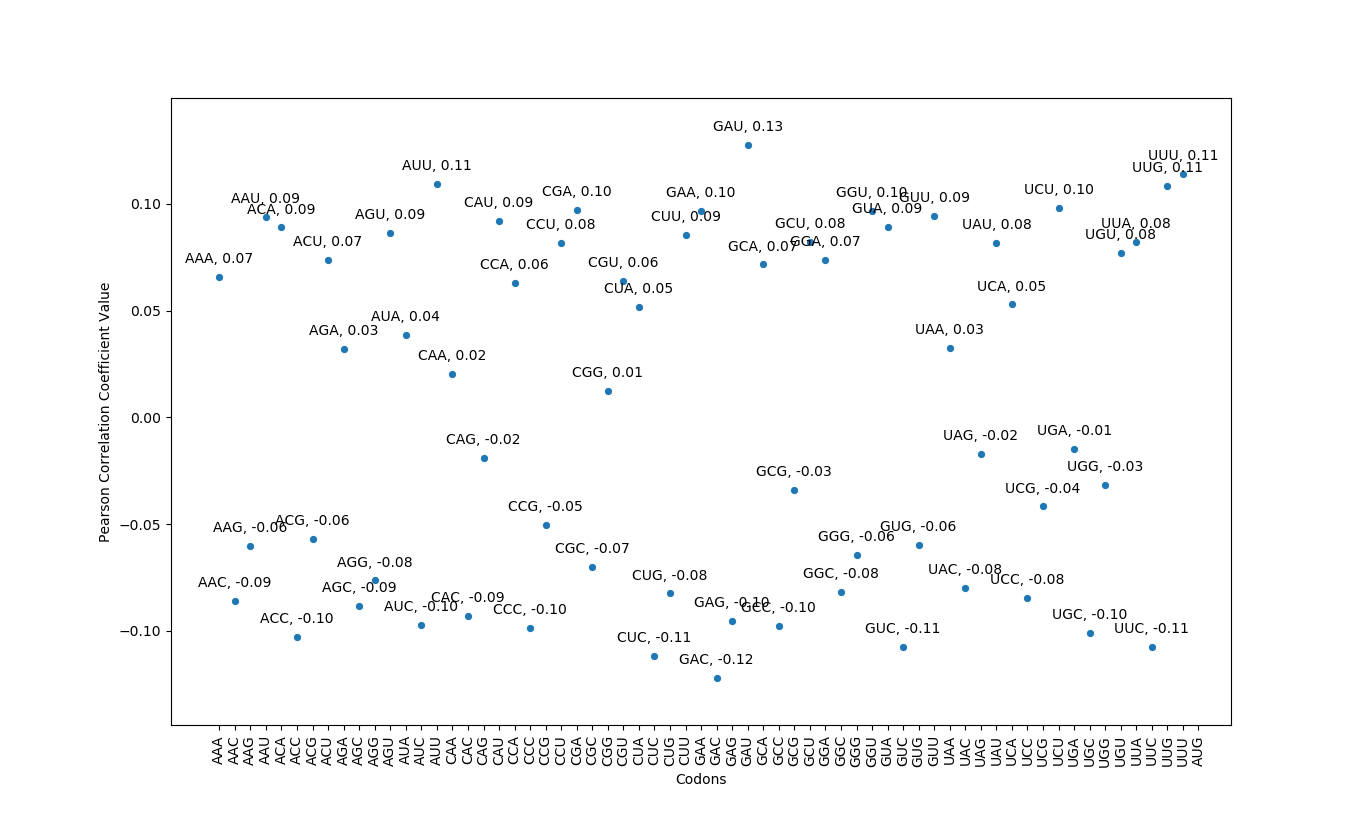 GAU, 0.13
UUU, 0.11
AUU, 0.11
UUG, 0.11
AAU, 0.09
CGA, 0.10
GAA, 0.10
GGU, 0.10
UCU, 0.10
GUU, 0.09
CAU, 0.09
ACA, 0.09
GUA, 0.09
AGU, 0.09
CUU, 0.09
CCU, 0.08
GCU, 0.08
UAU, 0.08
UUA, 0.08
UGU, 0.08
ACU, 0.07
GGA, 0.07
GCA, 0.07
AAA, 0.07
CCA, 0.06
CGU, 0.06
CUA, 0.05
UCA, 0.05
AUA, 0.04
AGA, 0.03
UAA, 0.03
CAA, 0.02
CGG, 0.01
CAG, -0.02
UAG, -0.02
UGA, -0.01
GCG, -0.03
UGG, -0.03
UCG, -0.04
CCG, -0.05
ACG, -0.06
AAG, -0.06
GUG, -0.06
GGG, -0.06
CGC, -0.07
AGG, -0.08
UAC, -0.08
GGC, -0.08
CUG, -0.08
UCC, -0.08
AAC, -0.09
AGC, -0.09
CAC, -0.09
GAG, -0.10
AUC, -0.10
GCC, -0.10
CCC, -0.10
UGC, -0.10
ACC, -0.10
GUC, -0.11
UUC, -0.11
CUC, -0.11
GAC, -0.12
0.10
0.05
0.00
−0.05
−0.10
Pearson Correlation Coefficient Value
AAA AAC AAG AAU ACA ACC ACG ACU AGA AGC AGG AGU AUA AUC AUU CAA CAC CAG CAU CCA CCC CCG CCU CGA CGC CGG CGU CUA CUC CUG CUU GAA GAC GAG GAU GCA GCC GCG GCU GGA GGC GGG GGU GUA GUC GUG GUU UAA UAC UAG UAU UCA UCC UCG UCU UGA UGC UGG UGU UUA UUC UUG UUU AUG
Codons